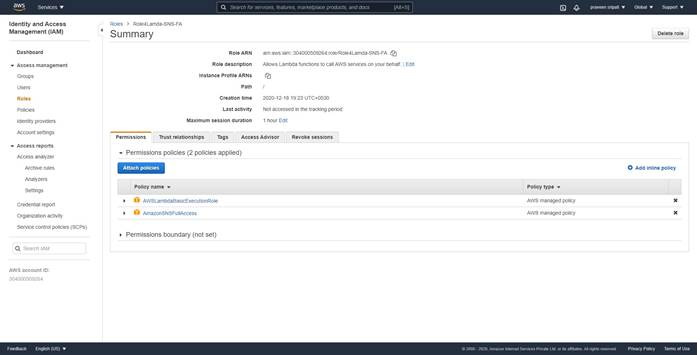 aws Services Search for services, features, marketplace products, and docs [Alt+S] praveen sripati Global Support
Identity and Access
Management (IAM)
Dashboard
Access management
Groups
Users
Roles
Policies
Identity providers
Account settings
Access reports
Access analyzer
Archive rules
Analyzers
Settings
Credential report
Organization activity
Service control policies (SCPs)
Search IAM
AWS account ID:
304000509264
Roles > Role4Lamda-SNS-FA
Summary
Delete role
Role ARN arn:aws:iam::304000509264:role/Role4Lamda-SNS-FA
Role description Allows Lambda functions to call AWS services on your behalf. | Edit
Instance Profile ARNs
Path /
Creation time 2020-12-18 19:23 UTC+0530
Last activity Not accessed in the tracking period
Maximum session duration 1 hour Edit
Permissions Trust relationships Tags Access Advisor Revoke sessions
Permissions policies (2 policies applied)
Attach policies Add inline policy
Policy name Policy type
AWSLambdaBasicExecutionRole AWS managed policy
AmazonSNSFullAccess AWS managed policy
Permissions boundary (not set)
Feedback English (US) © 2008 - 2020, Amazon Internet Services Private Ltd. or its affiliates. All rights reserved. Privacy Policy Terms of Use